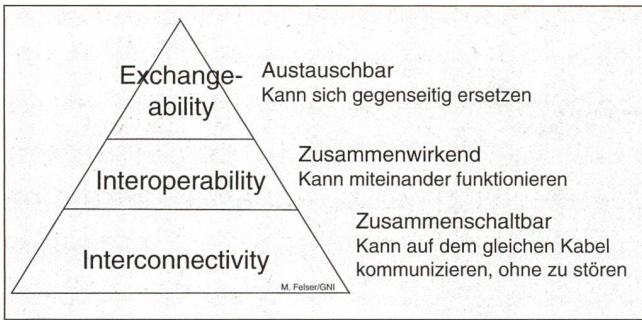 Exchange-
ability
Austauschbar
Kann sich gegenseitig ersetzen
Interoperability
Zusammenwirkend
Kann miteinander funktionieren
Interconnectivity
Zusammenschaltbar
Kann auf dem gleichen Kabel
kommunizieren, ohne zu stören
M. Felser/GNI